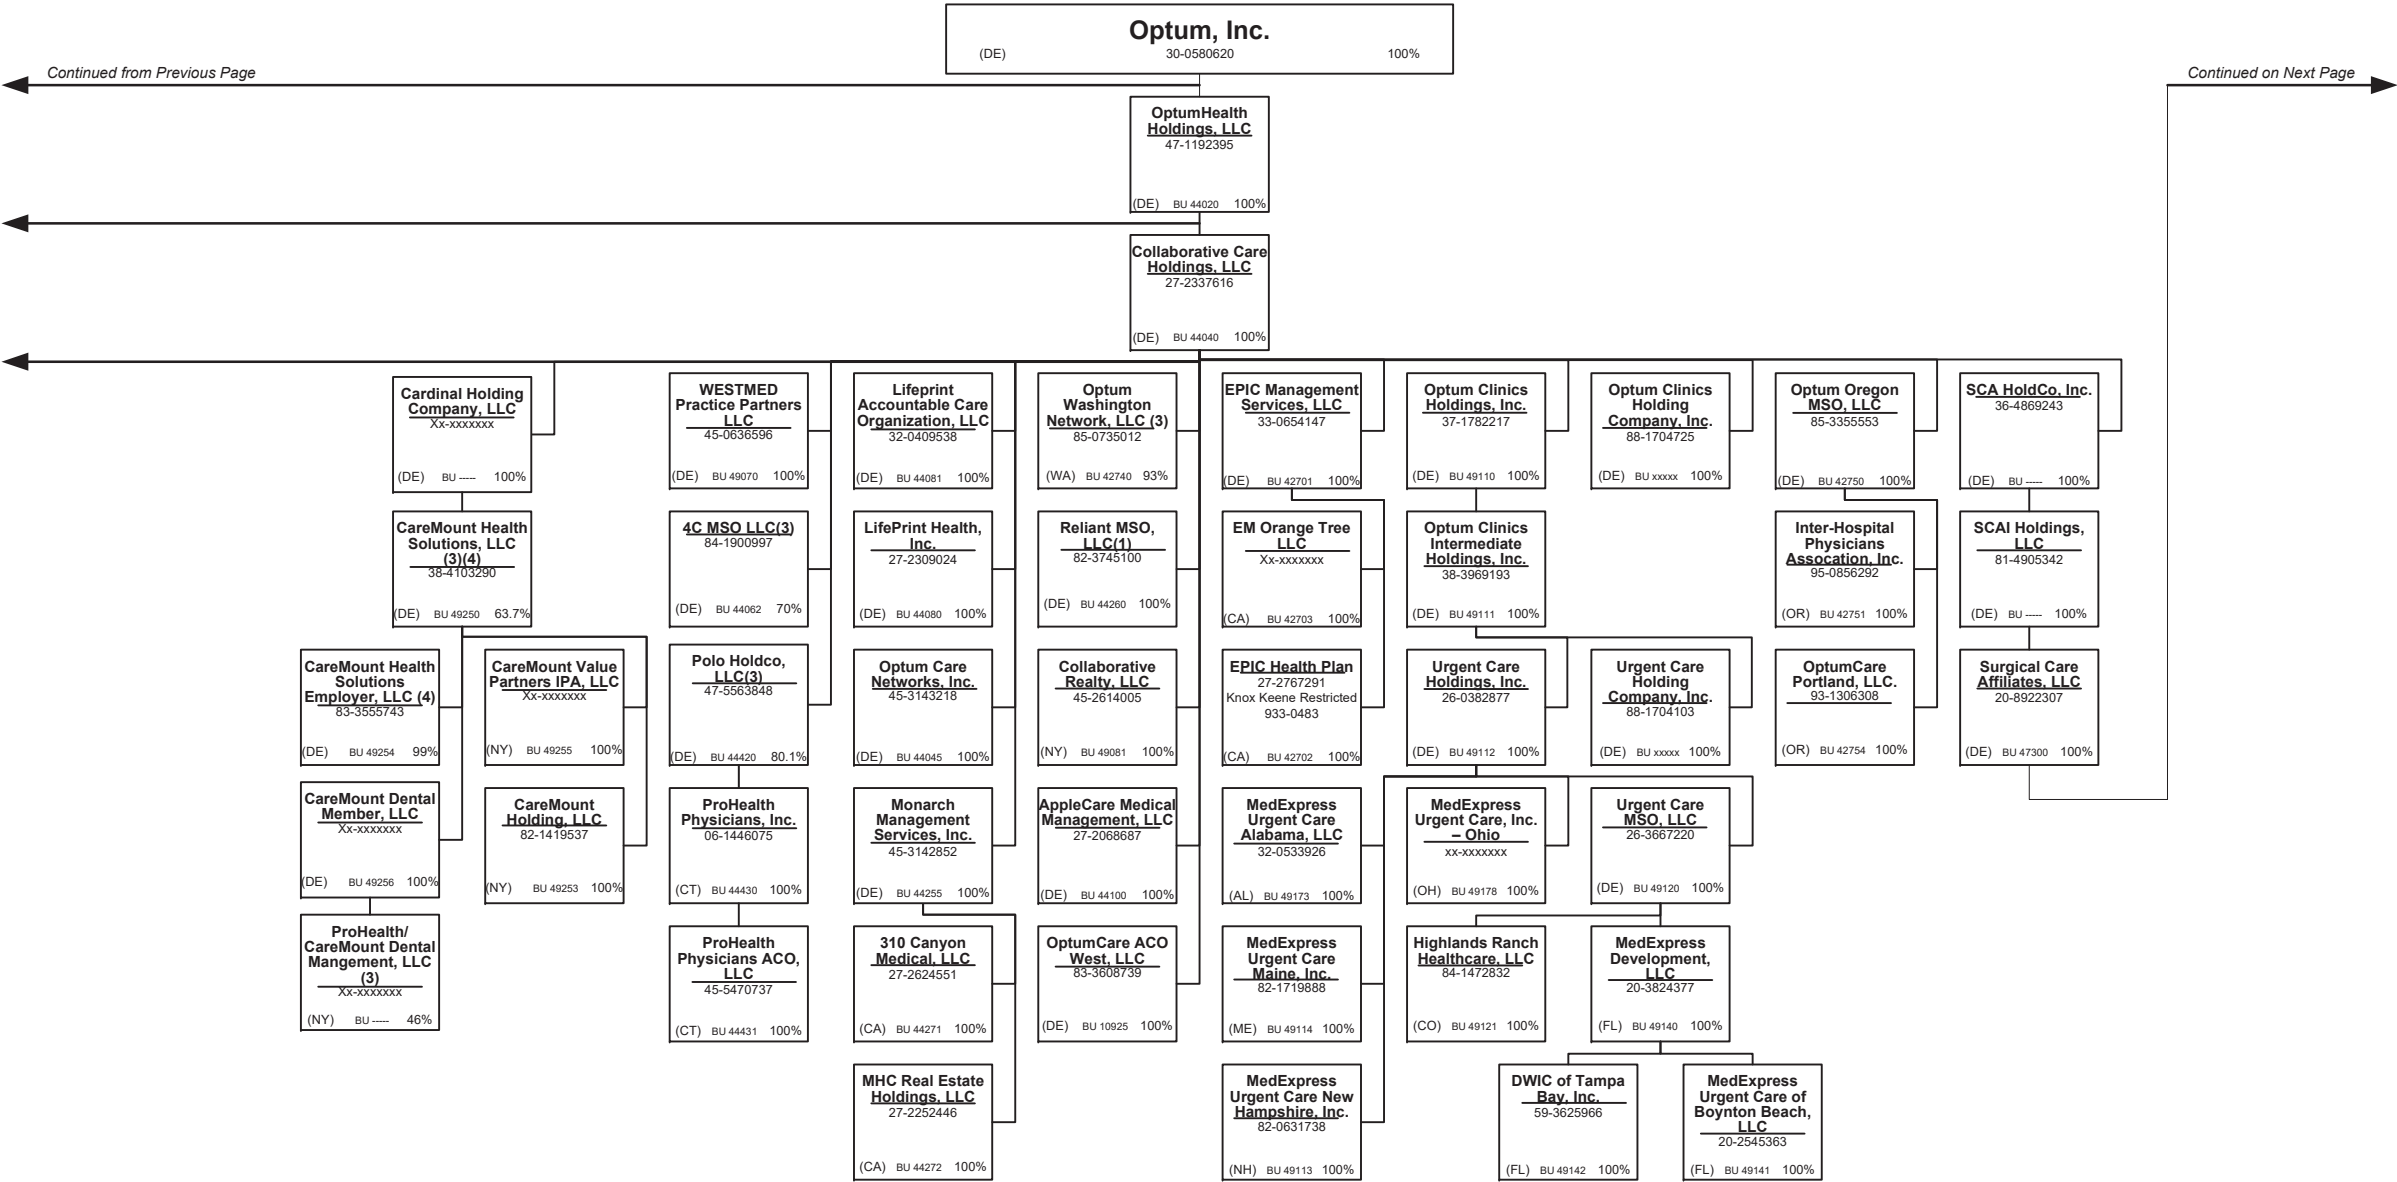 Optum, Inc.
(DE) 30-0580620 100%
Continued from Previous Page
Continued on Next Page
OptumHealth
Holdings, LLC
47-1192395
(DE) BU 44020 100%
Collaborative Care
Holdings, LLC
27-2337616
(DE) BU 44040 100%
Cardinal Holding
Company, LLC
Xx-xxxxxxx
(DE) BU ----- 100%
WESTMED
Practice Partners
LLC
45-0636596
(DE) BU 49070 100%
Lifeprint
Accountable Care
Organization, LLC
32-0409538
(DE) BU 44081 100%
Optum
Washington
Network, LLC (3)
85-0735012
(WA) BU 42740 93%
EPIC Management
Services, LLC
33-0654147
(DE) BU 42701 100%
Optum Clinics
Holdings, Inc.
37-1782217
(DE) BU 49110 100%
Optum Clinics
Holding
Company, Inc.
88-1704725
(DE) BU xxxxx 100%
Optum Oregon
MSO, LLC
85-3355553
(DE) BU 42750 100%
SCA HoldCo, Inc.
36-4869243
(DE) BU ----- 100%
CareMount Health
Solutions, LLC
(3)(4)
38-4103290
(DE) BU 49250 63.7%
4C MSO LLC(3)
84-1900997
(DE) BU 44062 70%
LifePrint Health,
Inc.
27-2309024
(DE) BU 44080 100%
Reliant MSO,
LLC(1)
82-3745100
(DE) BU 44260 100%
EM Orange Tree
LLC
Xx-xxxxxxx
(CA) BU 42703 100%
Optum Clinics
Intermediate
Holdings, Inc.
38-3969193
(DE) BU 49111 100%
Inter-Hospital
Physicians
Assocation, Inc.
95-0856292
(OR) BU 42751 100%
SCAI Holdings,
LLC
81-4905342
(DE) BU ----- 100%
CareMount Health
Solutions
Employer, LLC (4)
83-3555743
(DE) BU 49254 99%
CareMount Value
Partners IPA, LLC
Xx-xxxxxxx
(NY) BU 49255 100%
Polo Holdco,
LLC(3)
47-5563848
(DE) BU 44420 80.1%
Optum Care
Networks, Inc.
45-3143218
(DE) BU 44045 100%
Collaborative
Realty, LLC
45-2614005
(NY) BU 49081 100%
EPIC Health Plan
27-2767291
Knox Keene Restricted
933-0483
(CA) BU 42702 100%
Urgent Care
Holdings, Inc.
26-0382877
(DE) BU 49112 100%
Urgent Care
Holding
Company, Inc.
88-1704103
(DE) BU xxxxx 100%
OptumCare
Portland, LLC.
93-1306308
(OR) BU 42754 100%
Surgical Care
Affiliates, LLC
20-8922307
(DE) BU 47300 100%
CareMount Dental
Member, LLC
Xx-xxxxxxx
(DE) BU 49256 100%
CareMount
Holding, LLC
82-1419537
(NY) BU 49253 100%
ProHealth
Physicians, Inc.
06-1446075
(CT) BU 44430 100%
Monarch
Management
Services, Inc.
45-3142852
(DE) BU 44255 100%
AppleCare Medical
Management, LLC
27-2068687
(DE) BU 44100 100%
MedExpress
Urgent Care
Alabama, LLC
32-0533926
(AL) BU 49173 100%
MedExpress
Urgent Care, Inc.
– Ohio
xx-xxxxxxx
(OH) BU 49178 100%
Urgent Care
MSO, LLC
26-3667220
(DE) BU 49120 100%
ProHealth/
CareMount Dental
Mangement, LLC
(3)
Xx-xxxxxxx
(NY) BU ----- 46%
ProHealth
Physicians ACO,
LLC
45-5470737
(CT) BU 44431 100%
310 Canyon
Medical, LLC
27-2624551
(CA) BU 44271 100%
OptumCare ACO
West, LLC
83-3608739
(DE) BU 10925 100%
MedExpress
Urgent Care
Maine, Inc.
82-1719888
(ME) BU 49114 100%
Highlands Ranch
Healthcare, LLC
84-1472832
(CO) BU 49121 100%
MedExpress
Development,
LLC
20-3824377
(FL) BU 49140 100%
MHC Real Estate
Holdings, LLC
27-2252446
(CA) BU 44272 100%
MedExpress
Urgent Care New
Hampshire, Inc.
82-0631738
(NH) BU 49113 100%
DWIC of Tampa
Bay, Inc.
59-3625966
(FL) BU 49142 100%
MedExpress
Urgent Care of
Boynton Beach,
LLC
20-2545363
(FL) BU 49141 100%